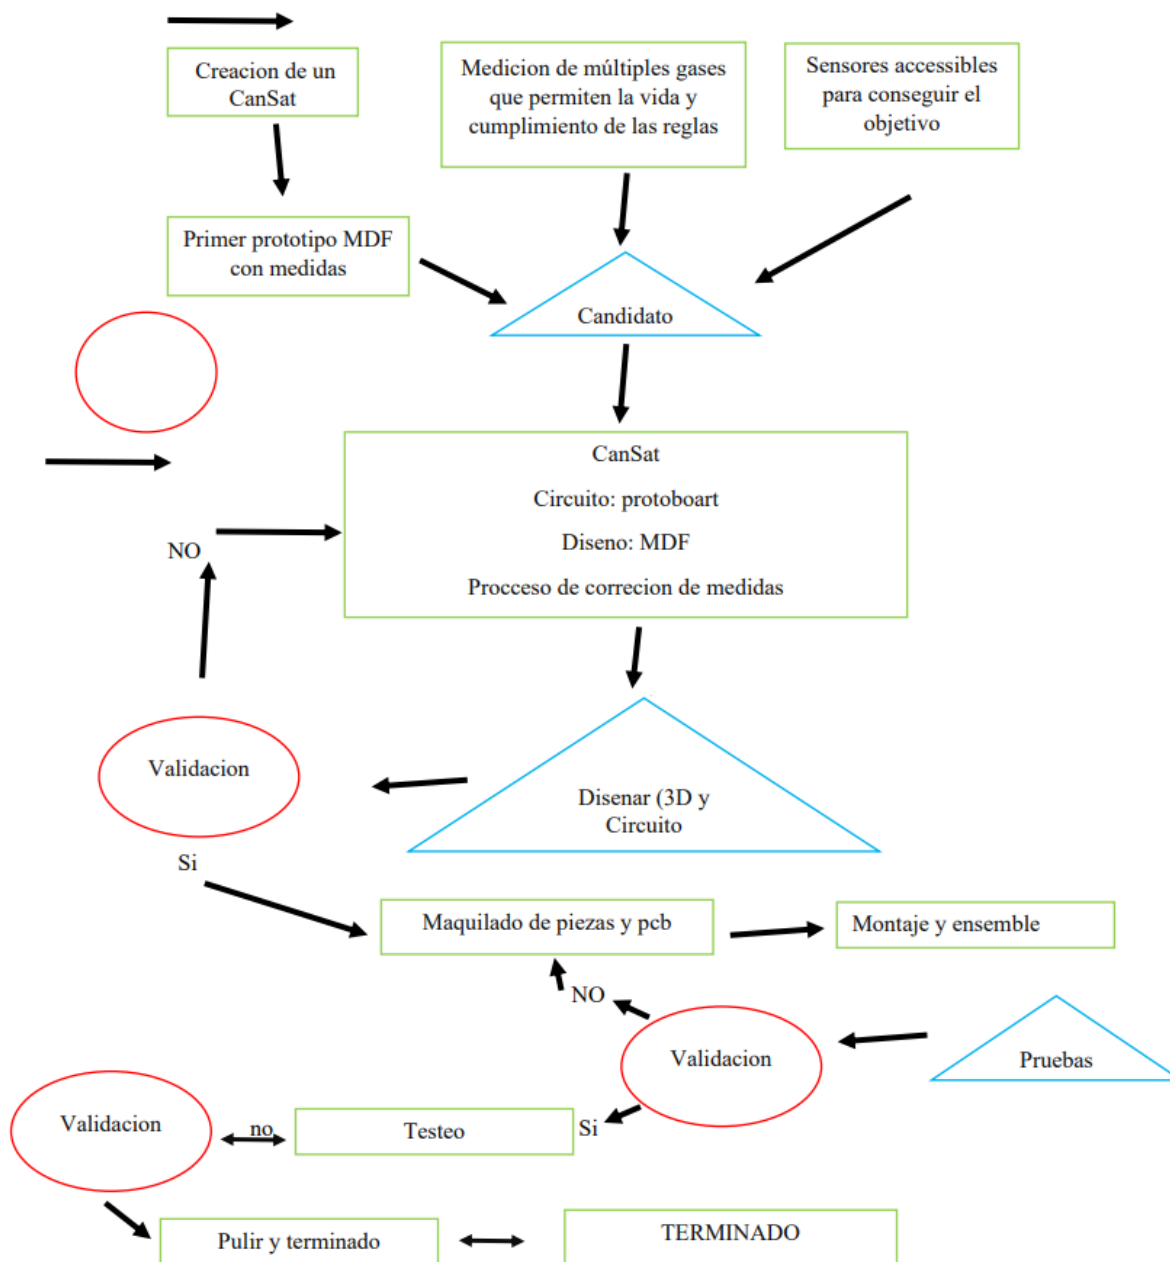 Creacion de un
CanSat
Medicion de múltiples gases
que permiten la vida y
cumplimiento de las reglas
Sensores accessibles
para conseguir el
objetivo
Primer prototipo MDF
con medidas
Candidato
CanSat
Circuito: protoboart
Diseno: MDF
Procceso de correcion de medidas
NO
Validacion
Disenar (3D y
Circuito
Si
Maquilado de piezas y pcb
Montaje y ensemble
NO
Validacion
Pruebas
Validacion
no
Testeo
Si
Pulir y terminado
TERMINADO